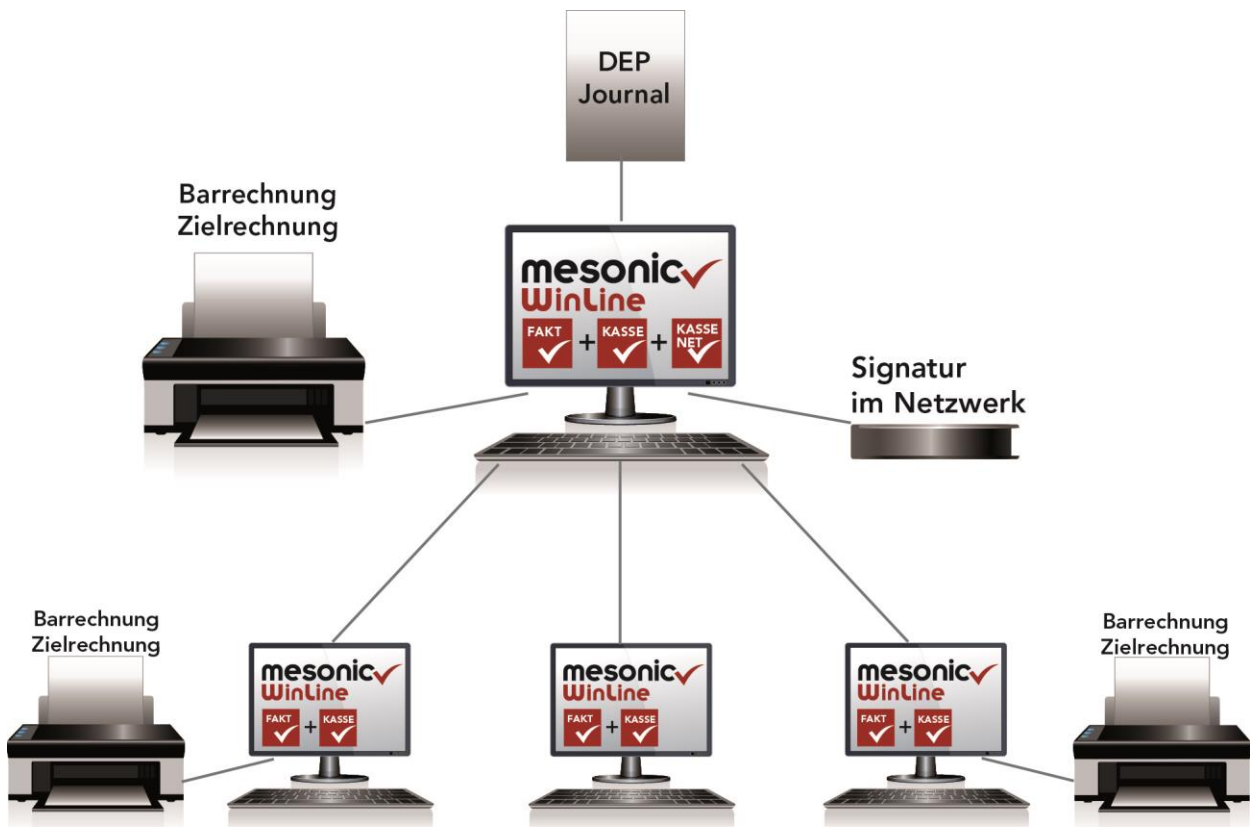 DEP
Journal
Barrechnung
Zielrechnung
mesonic
WinLine
FAKT + KASSE + KASSE NET
Signatur
im Netzwerk
Barrechnung
Zielrechnung
mesonic
WinLine
FAKT + KASSE
mesonic
WinLine
FAKT + KASSE
mesonic
WinLine
FAKT + KASSE
Barrechnung
Zielrechnung